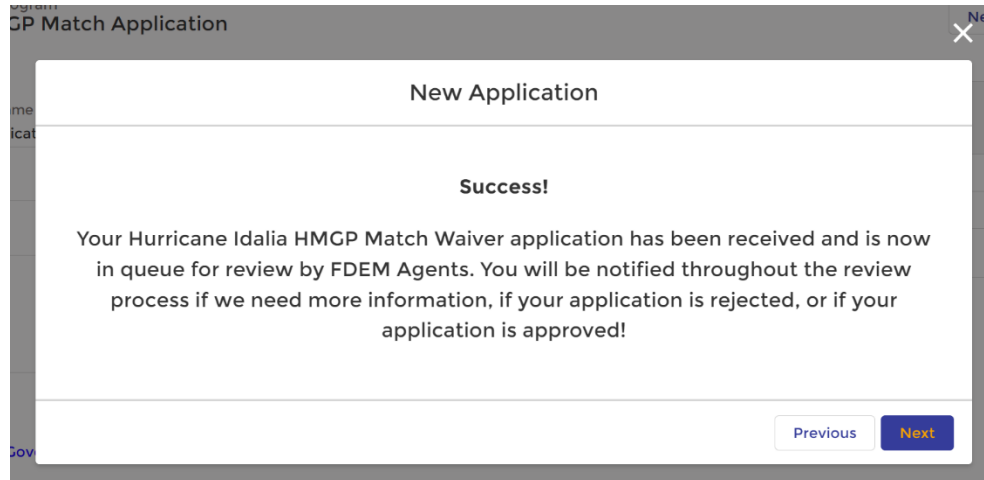 GP Match Application
New Application
Success!
Your Hurricane Idalia HMGP Match Waiver application has been received and is now
in queue for review by FDEM Agents. You will be notified throughout the review
process if we need more information, if your application is rejected, or if your
application is approved!
Previous
Next